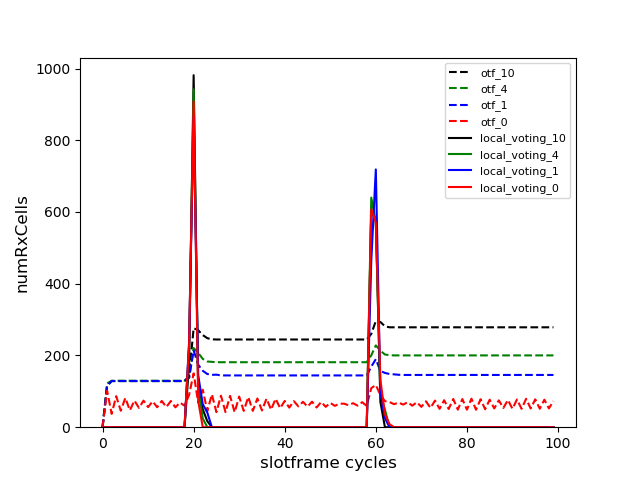 1000
800
600
400
200
0
numRxCells
0 20 40 60 80 100
slotframe cycles
otf_10
otf_4
otf_1
otf_0
local_voting_10
local_voting_4
local_voting_1
local_voting_0